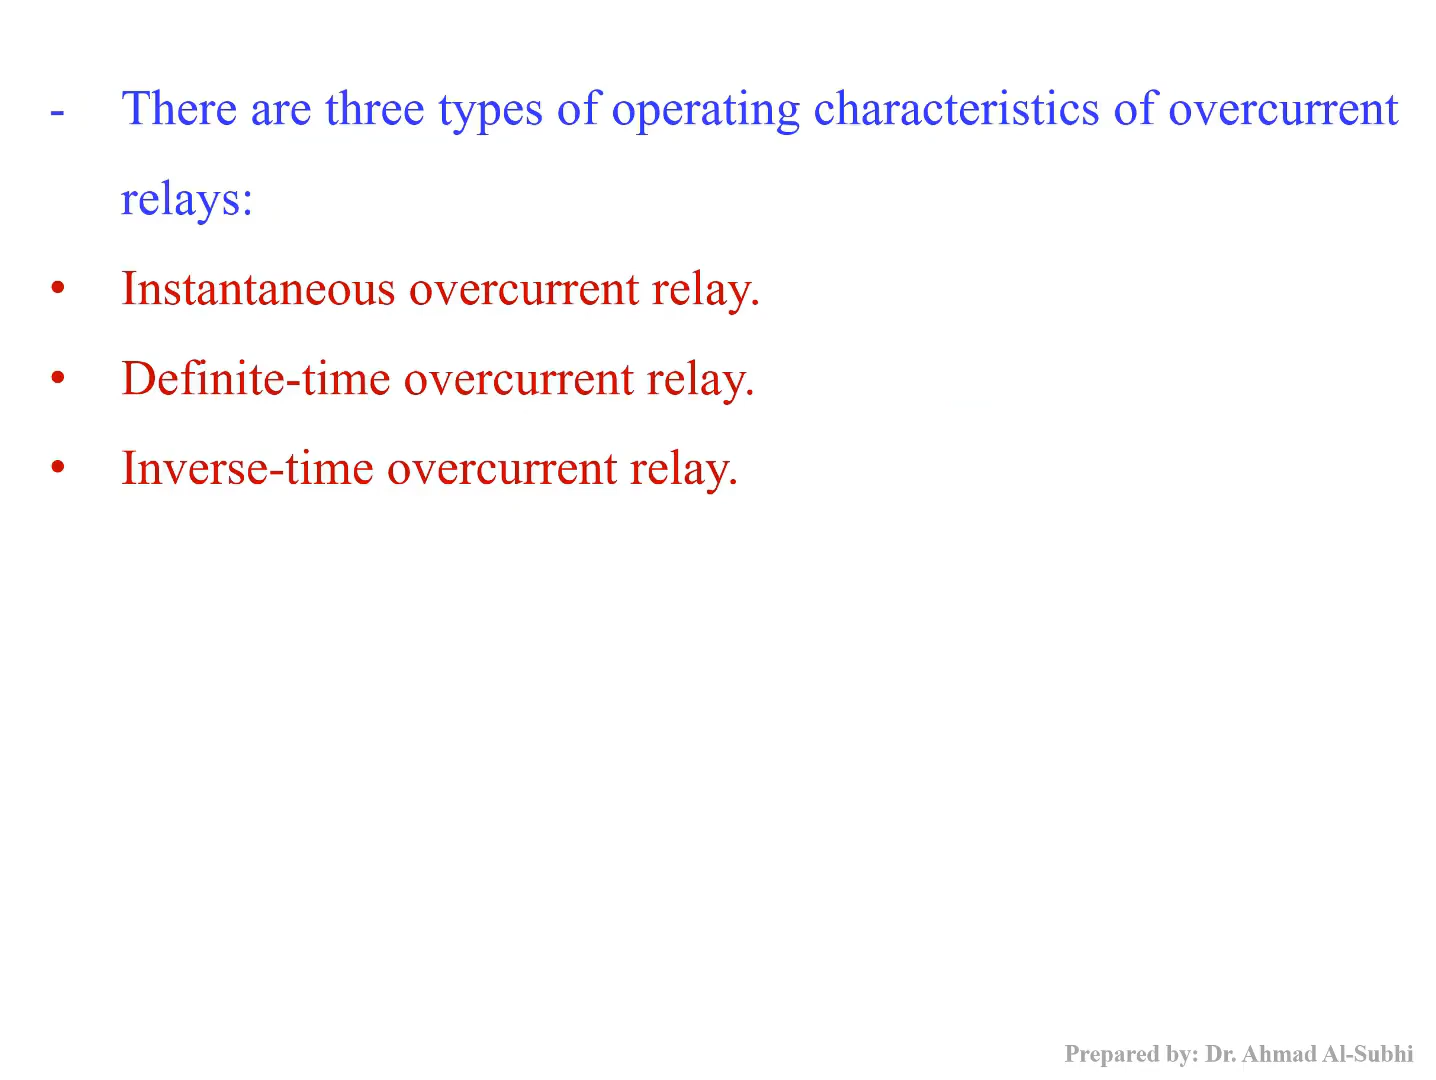 - There are three types of operating characteristics of overcurrent
relays:
• Instantaneous overcurrent relay.
• Definite-time overcurrent relay.
• Inverse-time overcurrent relay.
Prepared by: Dr. Ahmad Al-Subhi